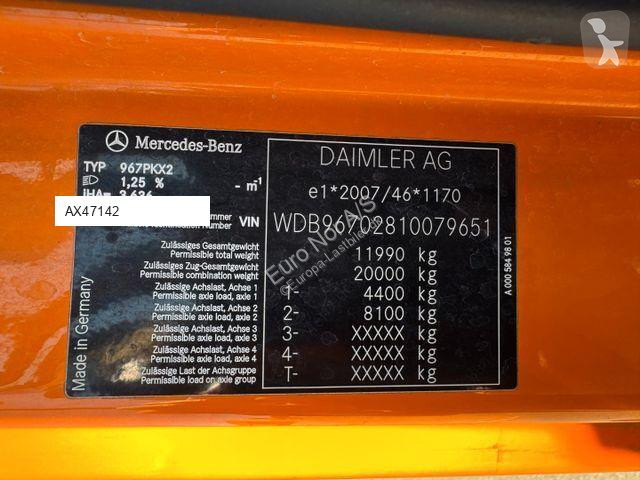 Mercedes-Benz
TYP 967PKX2
1,25 % - m⁻¹
AX47142
VIN
DAIMLER AG
e1*2007/46*1170
WDB96702810079651
Zulässiges Gesamtgewicht
Permissible total weight
11990 kg
Zulässiges Zug-Gesamtgewicht
Permissible combination weight
20000 kg
Zulässige Achslast, Achse 1
Permissible axle load, axle 1
1- 4400 kg
Zulässige Achslast, Achse 2
Permissible axle load, axle 2
2- 8100 kg
Zulässige Achslast, Achse 3
Permissible axle load, axle 3
3- XXXXX kg
Zulässige Achslast, Achse 4
Permissible axle load, axle 4
4- XXXXX kg
Zulässige Last der Achsgruppe
Permissible load on axle group
T- XXXXX kg
Made in Germany
A 000 584 98 01
Euro Nor A/S
©Europa-Lastbiler.dk